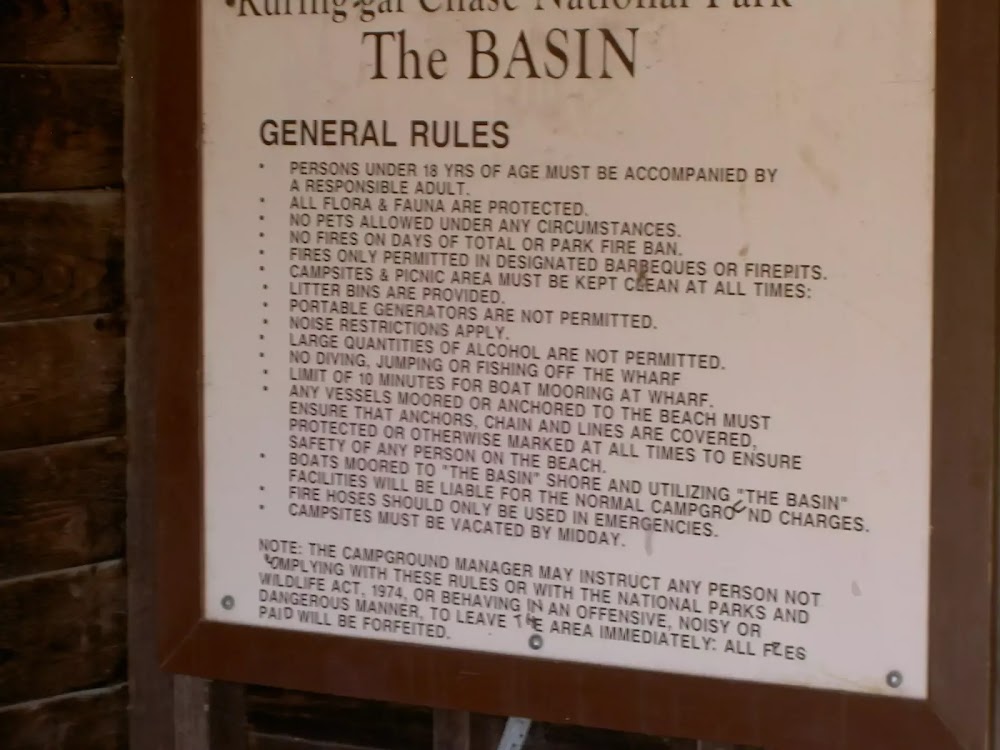 Kuring-gai Chase National Park
The BASIN
GENERAL RULES
• PERSONS UNDER 18 YRS OF AGE MUST BE ACCOMPANIED BY
A RESPONSIBLE ADULT.
• ALL FLORA & FAUNA ARE PROTECTED.
• NO PETS ALLOWED UNDER ANY CIRCUMSTANCES.
• NO FIRES ON DAYS OF TOTAL OR PARK FIRE BAN.
• FIRES ONLY PERMITTED IN DESIGNATED BARBEQUES OR FIREPITS.
• CAMPSITES & PICNIC AREA MUST BE KEPT CLEAN AT ALL TIMES:
• LITTER BINS ARE PROVIDED.
• PORTABLE GENERATORS ARE NOT PERMITTED.
• NOISE RESTRICTIONS APPLY.
• LARGE QUANTITIES OF ALCOHOL ARE NOT PERMITTED.
• NO DIVING, JUMPING OR FISHING OFF THE WHARF
• LIMIT OF 10 MINUTES FOR BOAT MOORING AT WHARF.
• ANY VESSELS MOORED OR ANCHORED TO THE BEACH MUST
ENSURE THAT ANCHORS, CHAIN AND LINES ARE COVERED,
PROTECTED OR OTHERWISE MARKED AT ALL TIMES TO ENSURE
SAFETY OF ANY PERSON ON THE BEACH.
• BOATS MOORED TO "THE BASIN" SHORE AND UTILIZING "THE BASIN"
FACILITIES WILL BE LIABLE FOR THE NORMAL CAMPGROUND CHARGES.
• FIRE HOSES SHOULD ONLY BE USED IN EMERGENCIES.
• CAMPSITES MUST BE VACATED BY MIDDAY.
NOTE: THE CAMPGROUND MANAGER MAY INSTRUCT ANY PERSON NOT
COMPLYING WITH THESE RULES OR WITH THE NATIONAL PARKS AND
WILDLIFE ACT, 1974, OR BEHAVING IN AN OFFENSIVE, NOISY OR
DANGEROUS MANNER, TO LEAVE THE AREA IMMEDIATELY: ALL FEES
PAID WILL BE FORFEITED.